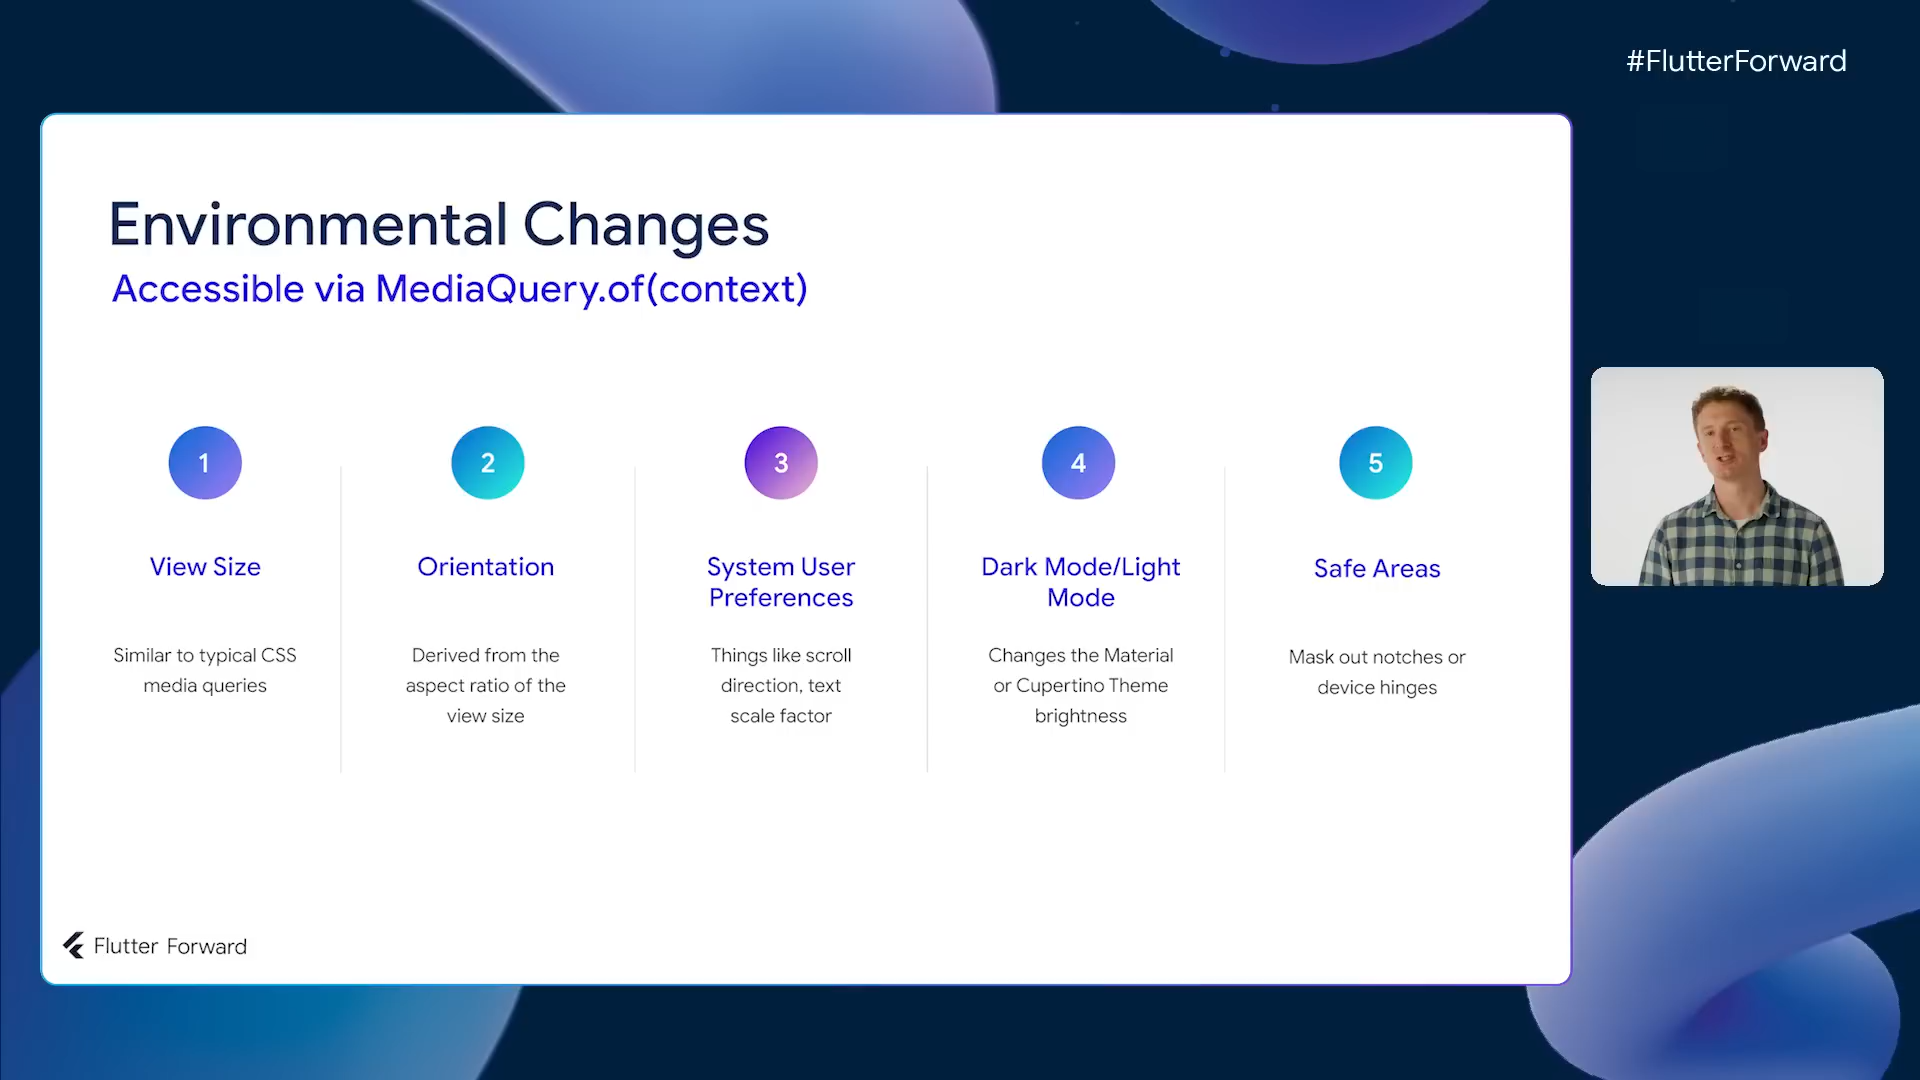 #FlutterForward
Environmental Changes
Accessible via MediaQuery.of(context)
1
View Size
Similar to typical CSS
media queries
2
Orientation
Derived from the
aspect ratio of the
view size
3
System User
Preferences
Things like scroll
direction, text
scale factor
4
Dark Mode/Light
Mode
Changes the Material
or Cupertino Theme
brightness
5
Safe Areas
Mask out notches or
device hinges
Flutter Forward